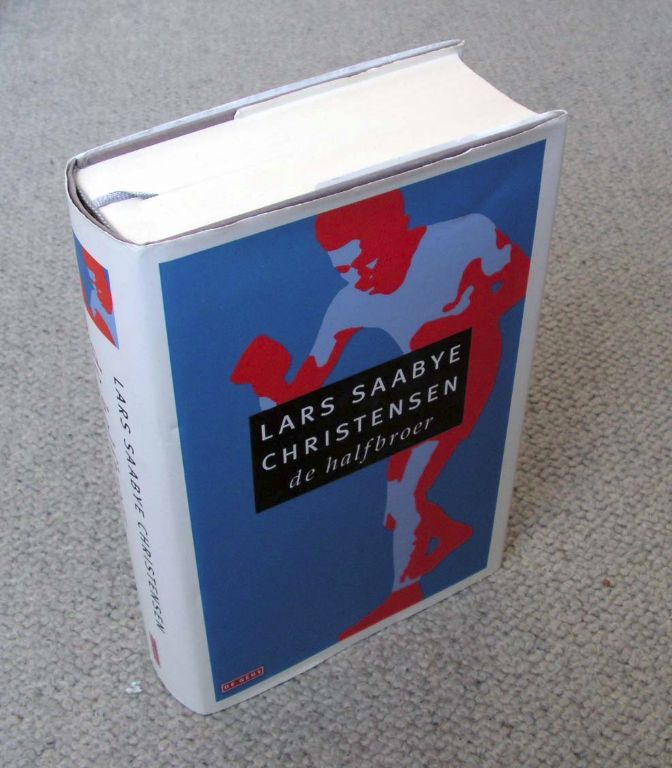 LARS SAABYE
CHRISTENSEN
de halfbroer
DE GEUS
LARS SAABYE CHRISTENSEN